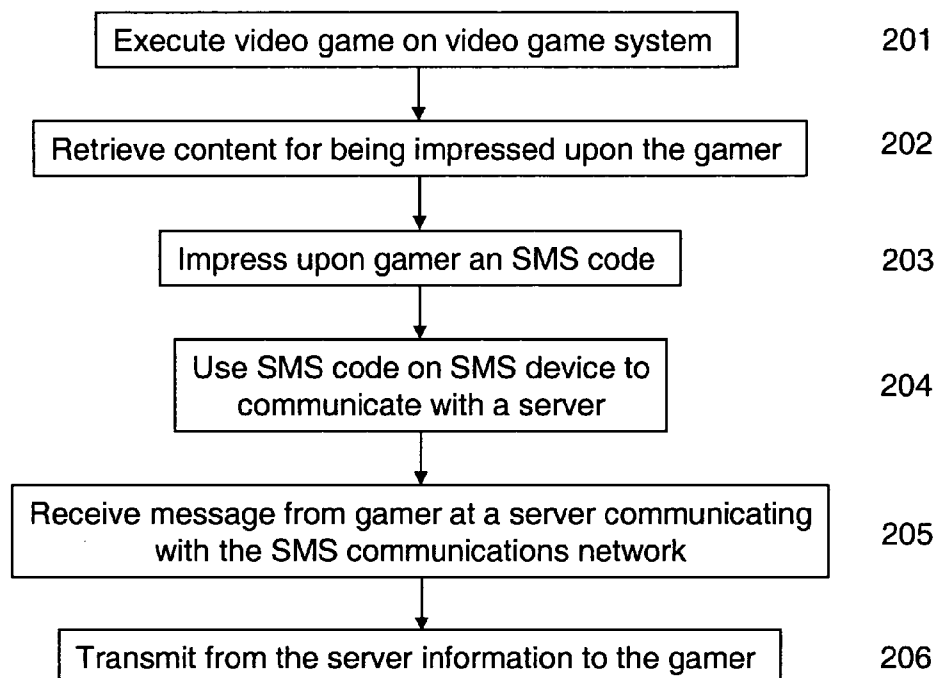 Execute video game on video game system 201
Retrieve content for being impressed upon the gamer 202
Impress upon gamer an SMS code 203
Use SMS code on SMS device to
communicate with a server 204
Receive message from gamer at a server communicating
with the SMS communications network 205
Transmit from the server information to the gamer 206